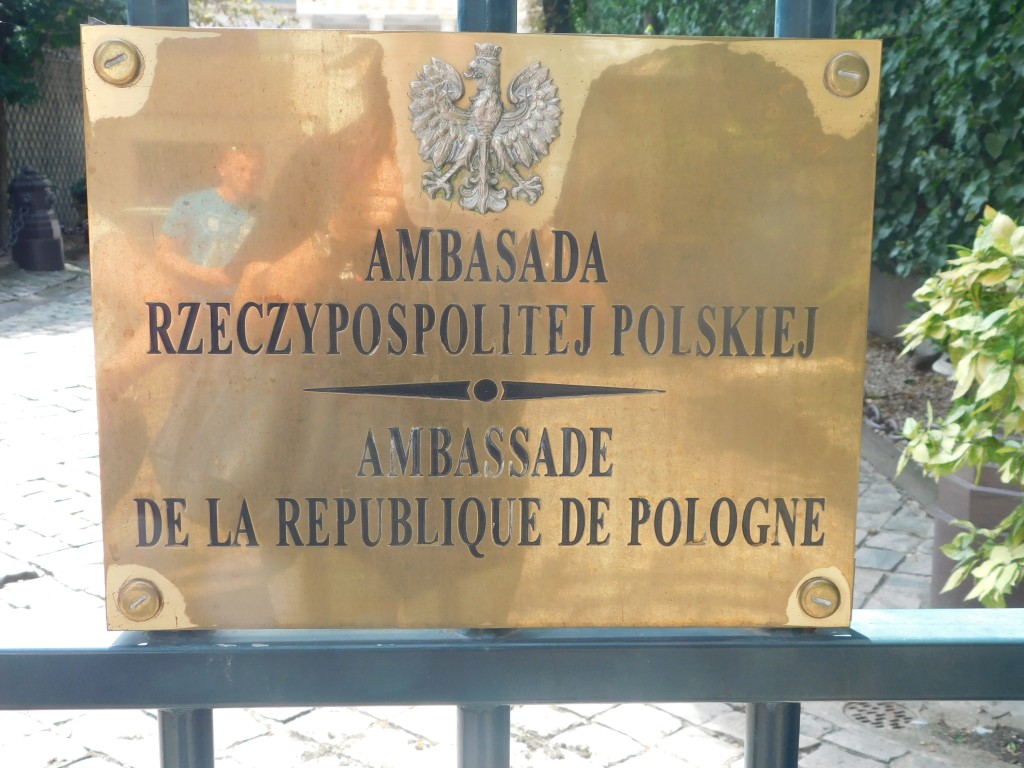 AMBASADA
RZECZYPOSPOLITEJ POLSKIEJ
AMBASSADE
DE LA REPUBLIQUE DE POLOGNE